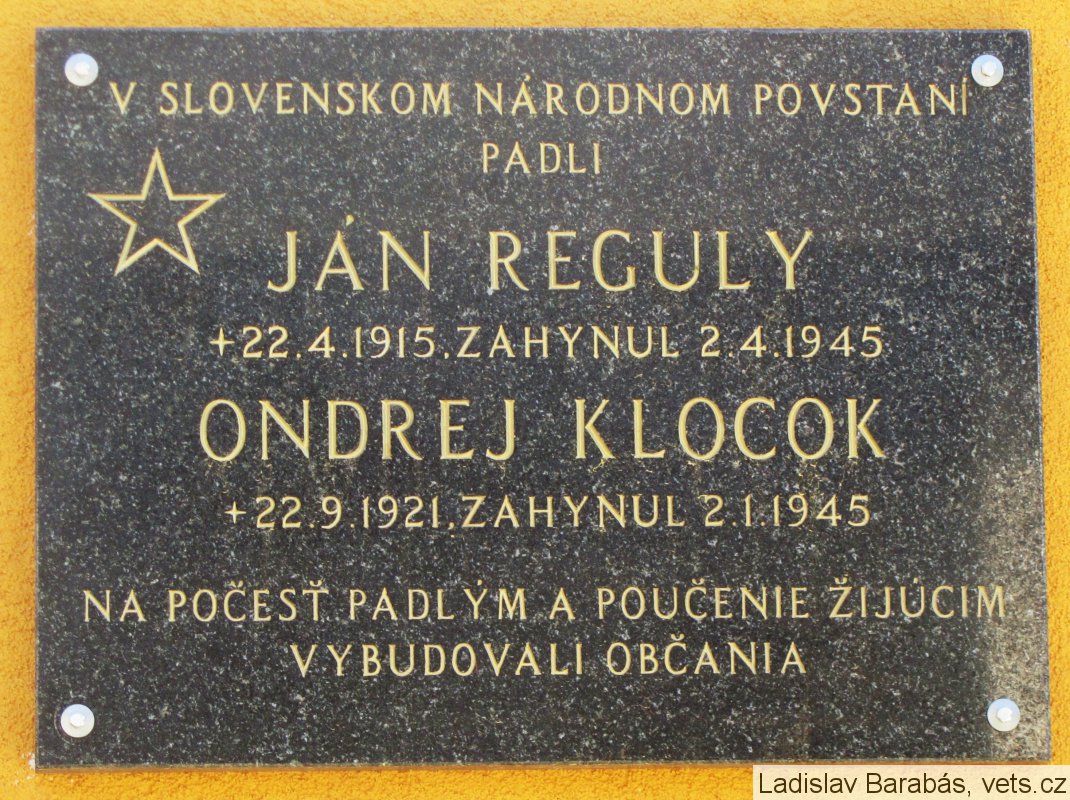 V SLOVENSKOM NÁRODNOM POVSTANÍ
PADLI
JÁN REGULY
+22.4.1915.ZAHYNUL 2.4.1945
ONDREJ KLOCOK
+22.9.1921.ZAHYNUL 2.1.1945
NA POČESŤ PADLÝM A POUČENIE ŽIJÚCIM
VYBUDOVALI OBČANIA
Ladislav Barabás, vets.cz